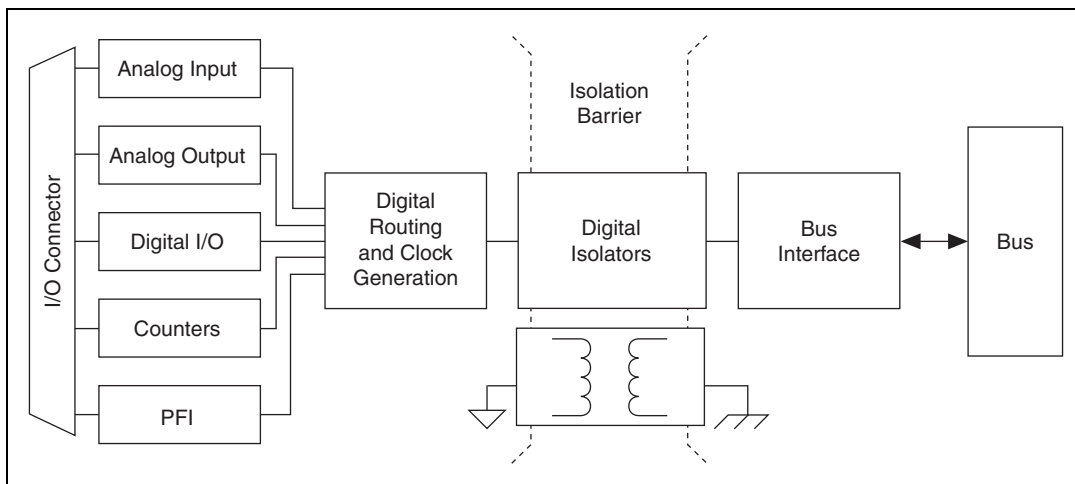 I/O Connector
Analog Input
Analog Output
Digital I/O
Counters
PFI
Digital
Routing
and Clock
Generation
Isolation
Barrier
Digital
Isolators
Bus
Interface
Bus